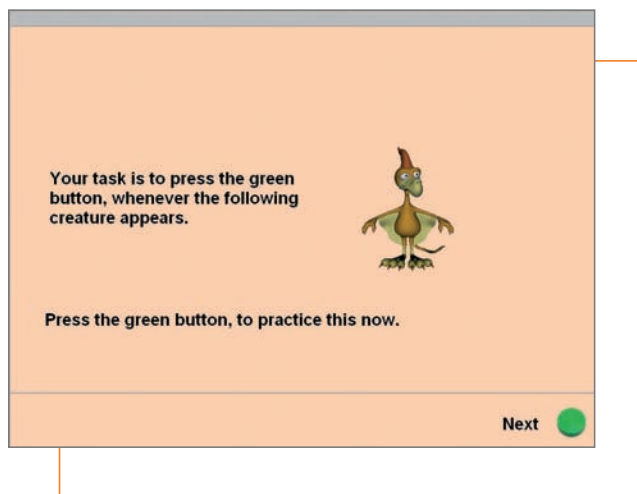 Your task is to press the green
button, whenever the following
creature appears.
Press the green button, to practice this now.
Next